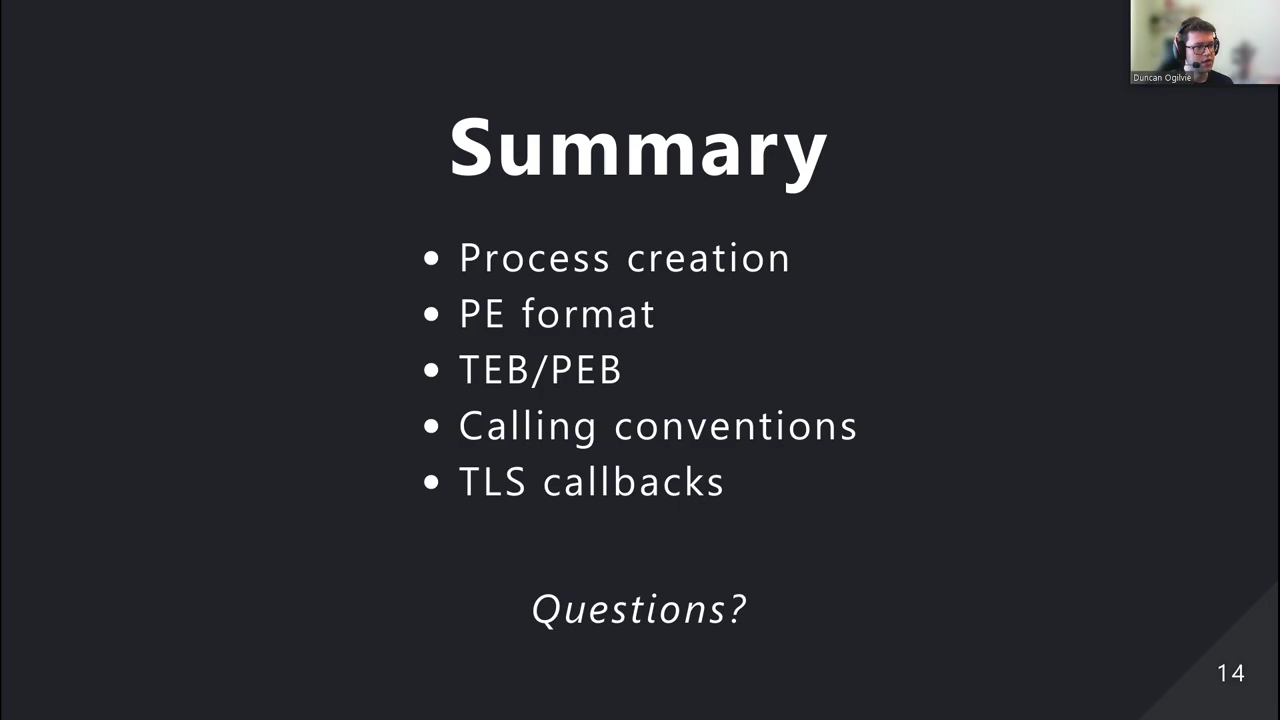 Duncan Ogilvie
Summary
• Process creation
• PE format
• TEB/PEB
• Calling conventions
• TLS callbacks
Questions?
14